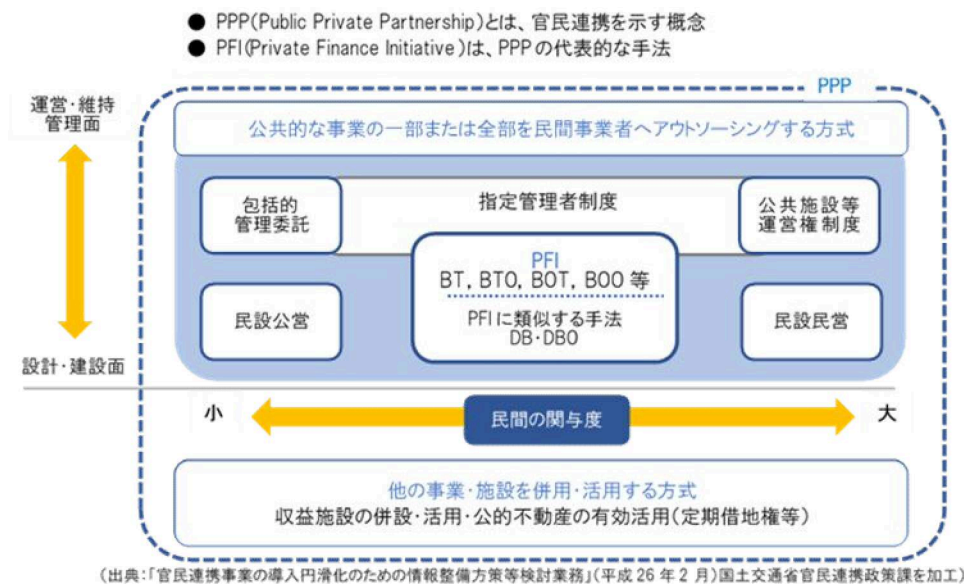 ● PPP(Public Private Partnership)とは、官民連携を示す概念
● PFI(Private Finance Initiative)は、PPPの代表的な手法
PPP
運営・維持
管理面
公共的な事業の一部または全部を民間事業者へアウトソーシングする方式
包括的
管理委託
指定管理者制度
公共施設等
運営権制度
PFI
BT, BTO, BOT, BOO 等
PFIに類似する手法
DB・DBO
民設公営
民設民営
設計・建設面
小
民間の関与度
大
他の事業・施設を併用・活用する方式
収益施設の併設・活用・公的不動産の有効活用(定期借地権等)
(出典:「官民連携事業の導入円滑化のための情報整備方策等検討業務」(平成26年2月)国土交通省官民連携政策課を加工)